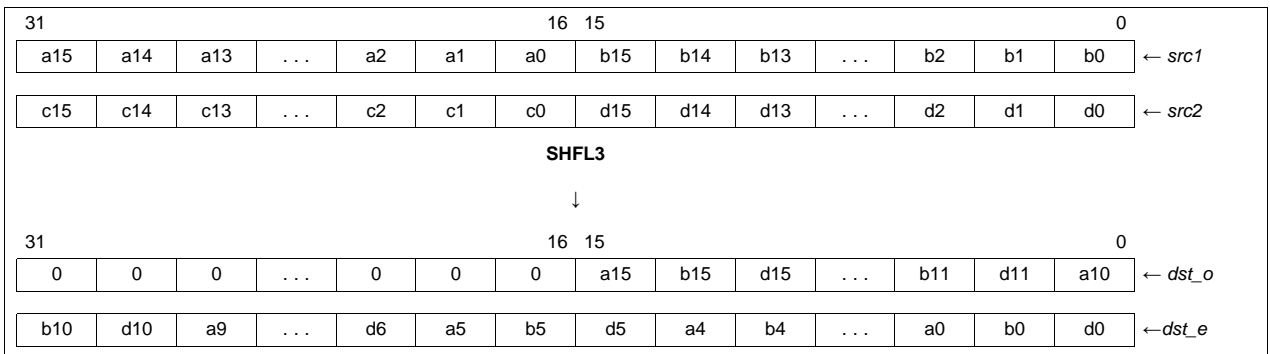 31 16 15 0
a15 a14 a13 . . . a2 a1 a0 b15 b14 b13 . . . b2 b1 b0 ← src1
c15 c14 c13 . . . c2 c1 c0 d15 d14 d13 . . . d2 d1 d0 ← src2
SHFL3
↓
31 16 15 0
0 0 0 . . . 0 0 0 a15 b15 d15 . . . b11 d11 a10 ← dst_o
b10 d10 a9 . . . d6 a5 b5 d5 a4 b4 . . . a0 b0 d0 ←dst_e